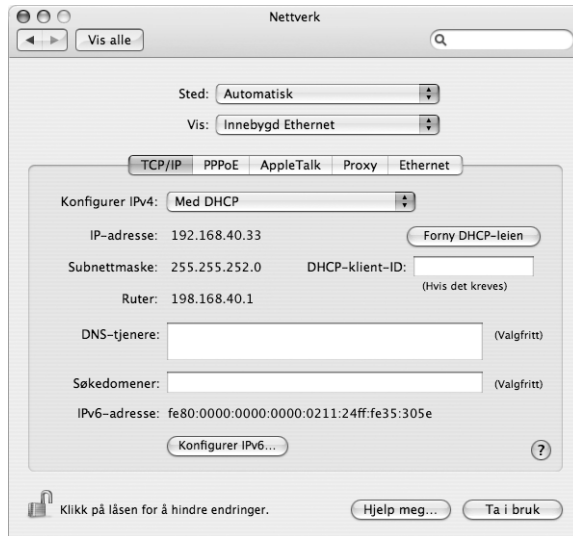 Nettverk
Vis alle
Sted: Automatisk
Vis: Innebygd Ethernet
TCP/IP PPPoE AppleTalk Proxy Ethernet
Konfigurer IPv4: Med DHCP
IP-adresse: 192.168.40.33 Forny DHCP-leien
Subnettmaske: 255.255.252.0 DHCP-klient-ID:
(Hvis det kreves)
Ruter: 198.168.40.1
DNS-tjenere: (Valgfritt)
Søkedomener: (Valgfritt)
IPv6-adresse: fe80:0000:0000:0000:0211:24ff:fe35:305e
Konfigurer IPv6... ?
Klikk på låsen for å hindre endringer. Hjelp meg... Ta i bruk